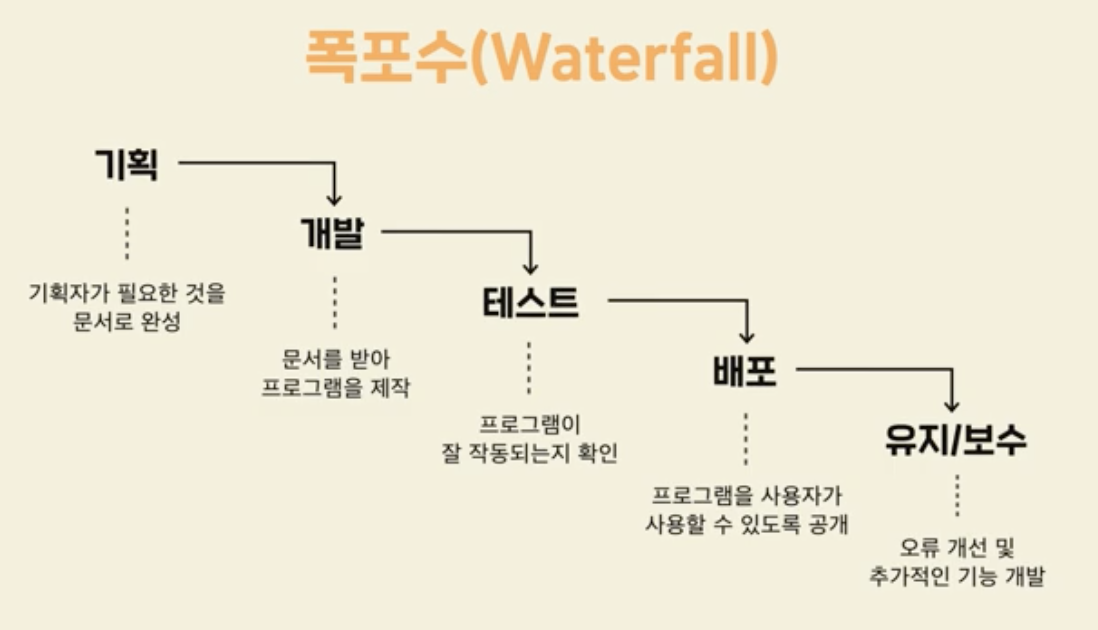 폭포수(Waterfall)
기획
기획자가 필요한 것을
문서로 완성
개발
문서를 받아
프로그램을 제작
테스트
프로그램이
잘 작동되는지 확인
배포
프로그램을 사용자가
사용할 수 있도록 공개
유지/보수
오류 개선 및
추가적인 기능 개발